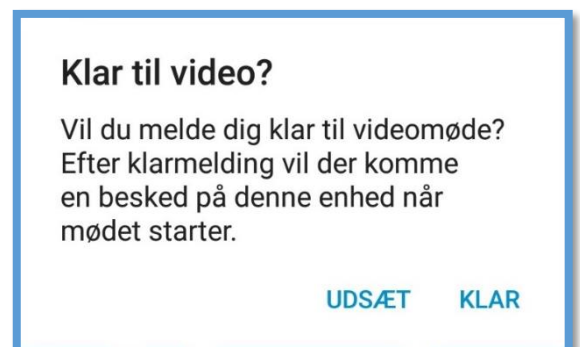 Klar til video?
Vil du melde dig klar til videomøde?
Efter klarmelding vil der komme
en besked på denne enhed når
mødet starter.
UDSÆT KLAR